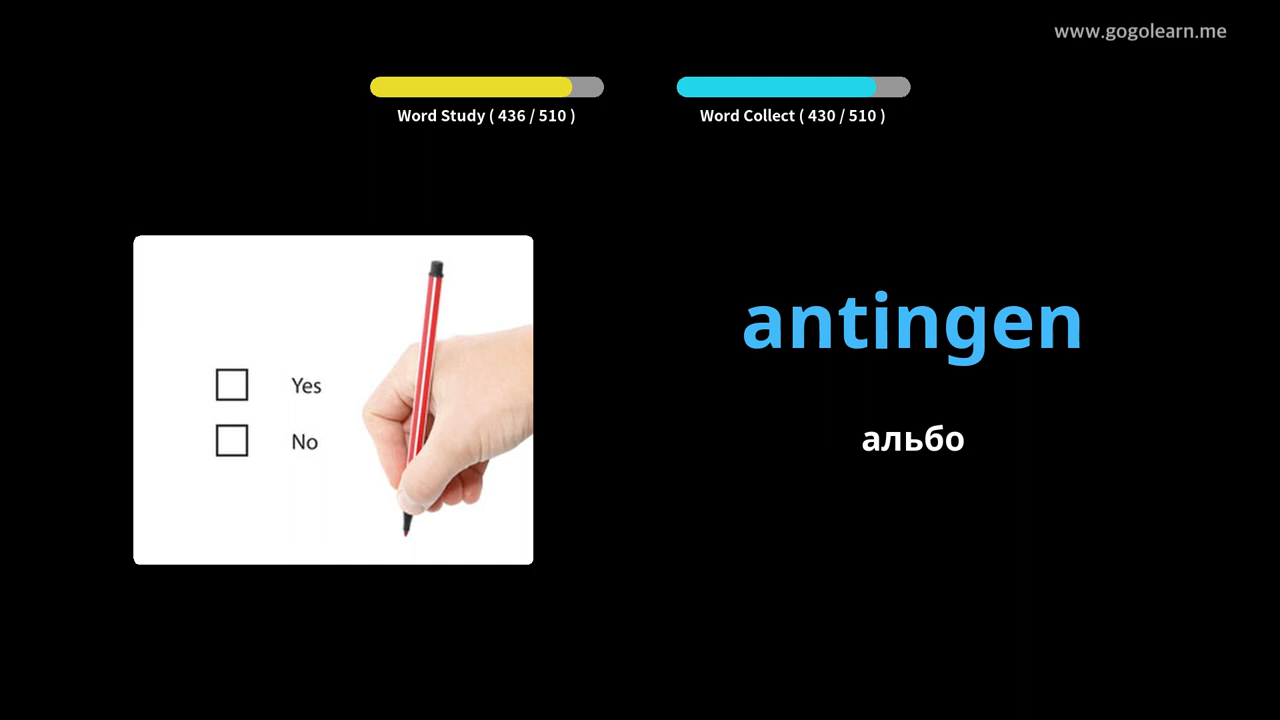 www.gogolearn.me
Word Study ( 436 / 510 )
Word Collect ( 430 / 510 )
Yes
No
antingen
альбо